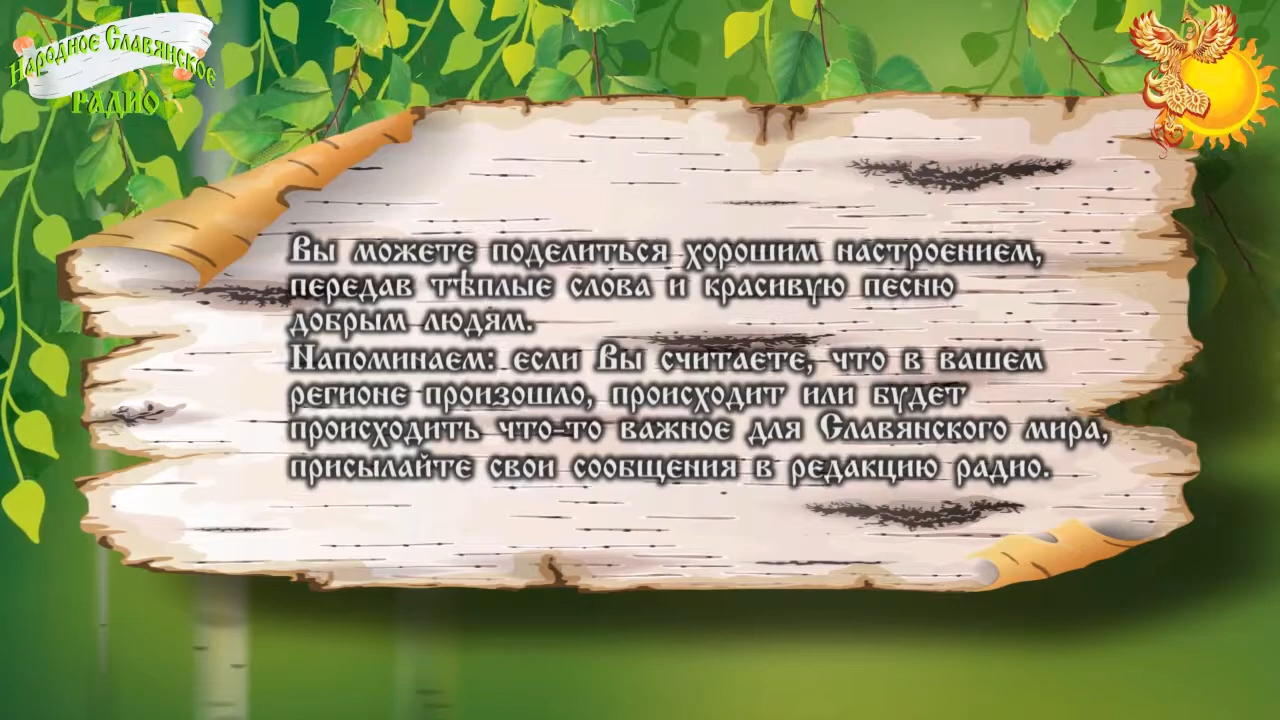 Народное Славянское
РАДИО
Вы можете поделиться хорошим настроением,
передав тѣплые слова и красивую песню
добрым людям.
Напоминаем: если Вы считаете, что в вашем
регионе произошло, происходит или будет
происходить что-то важное для Славянского мира,
присылайте свои сообщения в редакцию радио.